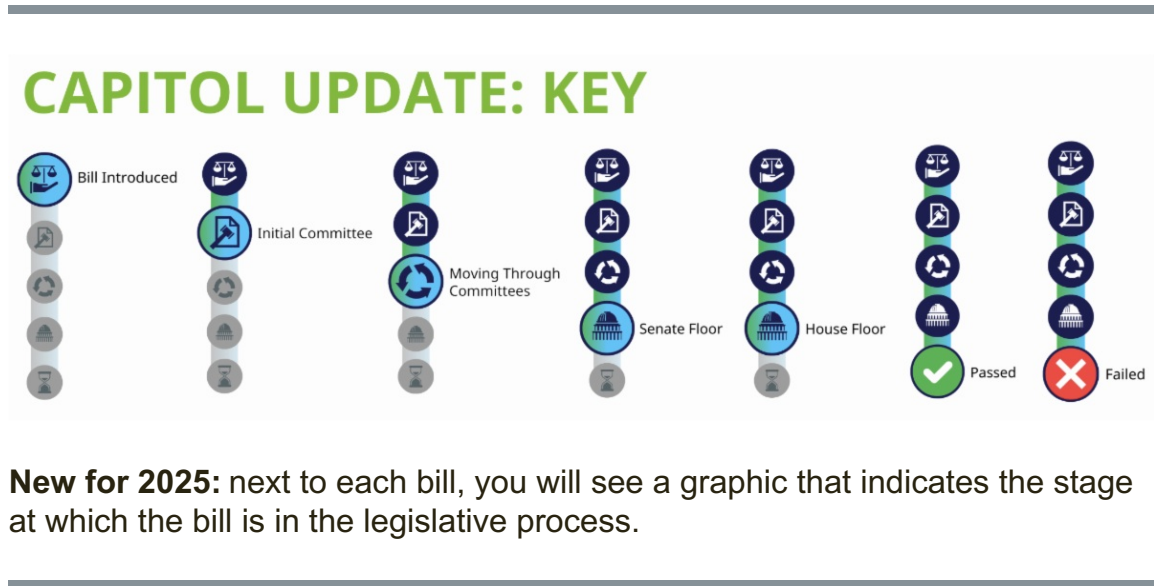 CAPITOL UPDATE: KEY
Bill Introduced
Initial Committee
Moving Through
Committees
Senate Floor
House Floor
Passed
Failed
New for 2025: next to each bill, you will see a graphic that indicates the stage
at which the bill is in the legislative process.